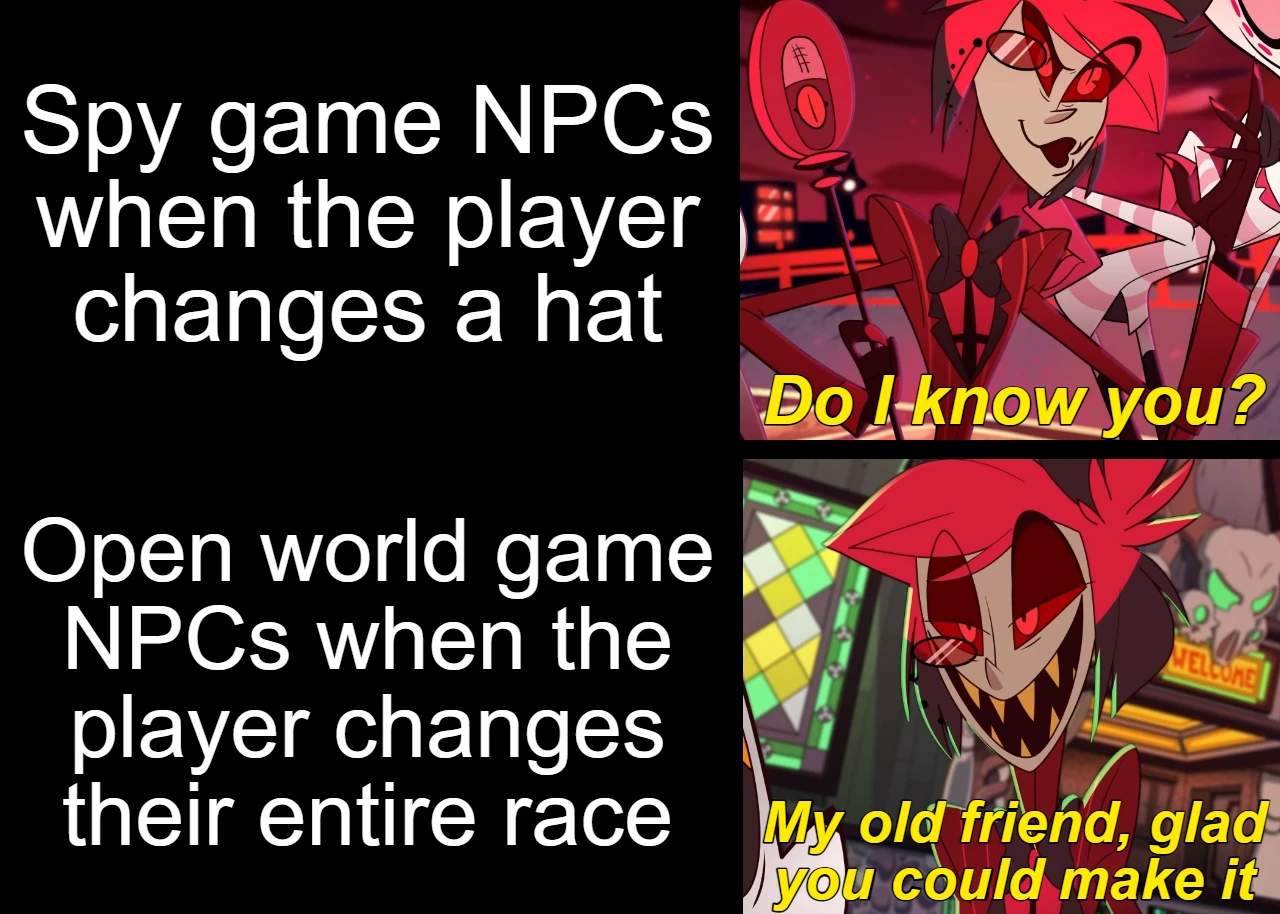 Spy game NPCs
when the player
changes a hat
Do I know you?
Open world game
NPCs when the
player changes
their entire race
WELCOME
My old friend, glad
you could make it